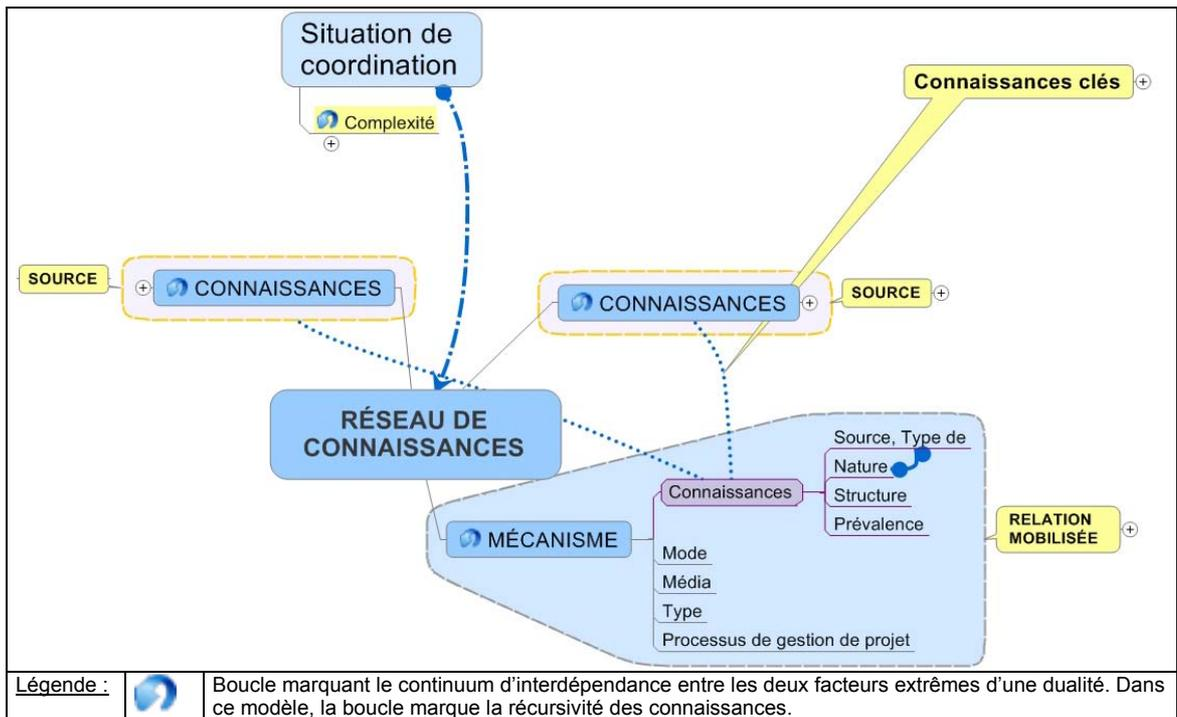 Situation de
coordination
Complexité
Connaissances clés
SOURCE
CONNAISSANCES
CONNAISSANCES
SOURCE
RÉSEAU DE
CONNAISSANCES
MÉCANISME
Connaissances
Source, Type de
Nature
Structure
Prévalence
Mode
Média
Type
Processus de gestion de projet
RELATION
MOBILISÉE
Légende :
Boucle marquant le continuum d’interdépendance entre les deux facteurs extrêmes d’une dualité. Dans
ce modèle, la boucle marque la récursivité des connaissances.